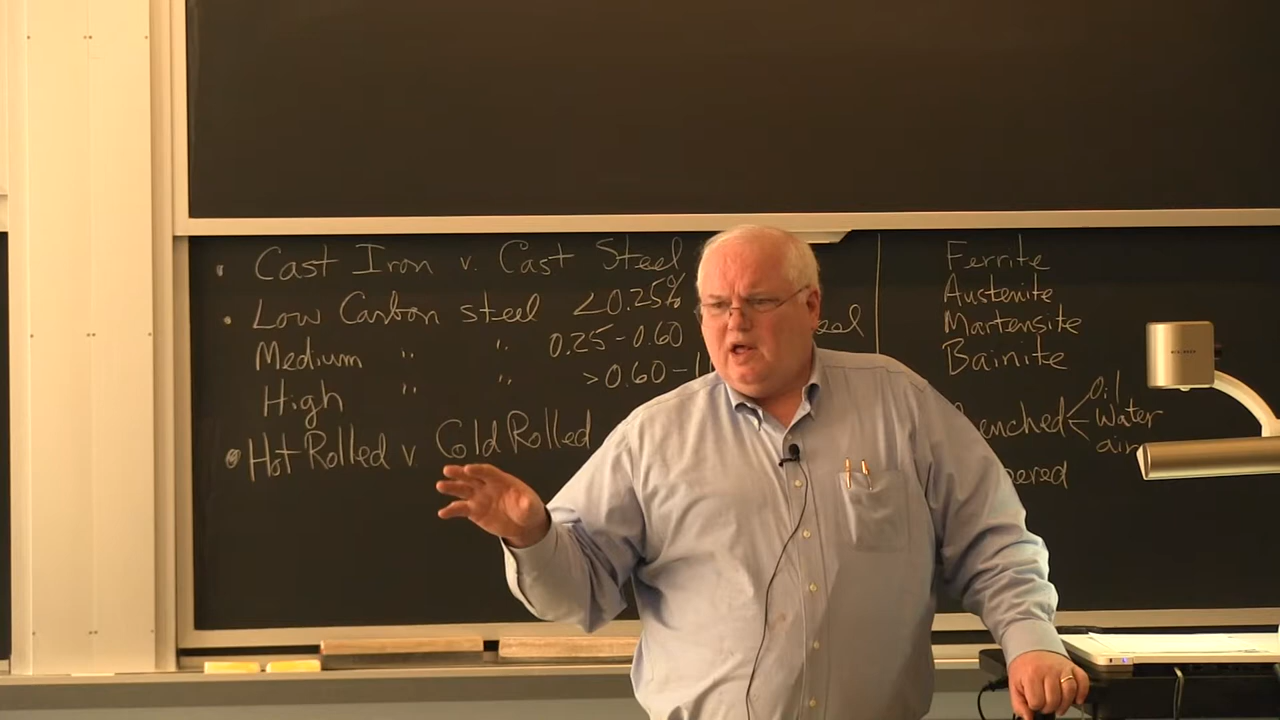 • Cast Iron v. Cast Steel
• Low Carbon steel <0.25%
Medium " " 0.25-0.60
High " " >0.60-
• Hot Rolled v Cold Rolled
Ferrite
Austenite
Martensite
Bainite
Oil
Water
air